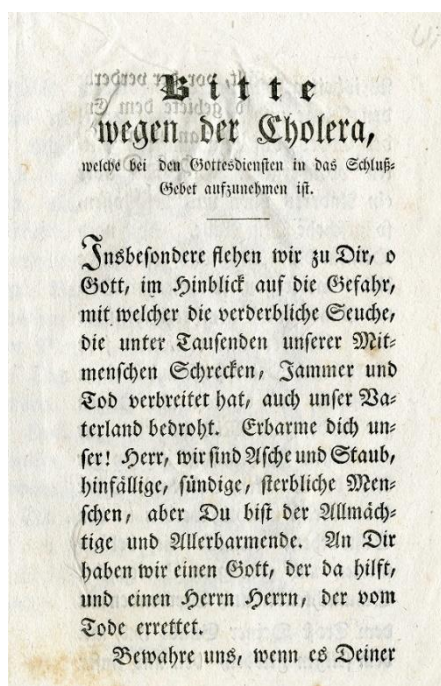 Bitte
wegen der Cholera,
welche bei den Gottesdiensten in das Schluß-
Gebet aufzunehmen ist.
Insbesondere flehen wir zu Dir, o
Gott, im Hinblick auf die Gefahr,
mit welcher die verderbliche Seuche,
die unter Tausenden unserer Mit-
menschen Schrecken, Jammer und
Tod verbreitet hat, auch unser Va-
terland bedroht. Erbarme dich un-
ser! Herr, wir sind Asche und Staub,
hinfällige, sündige, sterbliche Men-
schen, aber Du bist der Allmäch-
tige und Allerbarmende. An Dir
haben wir einen Gott, der da hilft,
und einen Herrn Herrn, der vom
Tode errettet.
Bewahre uns, wenn es Deiner